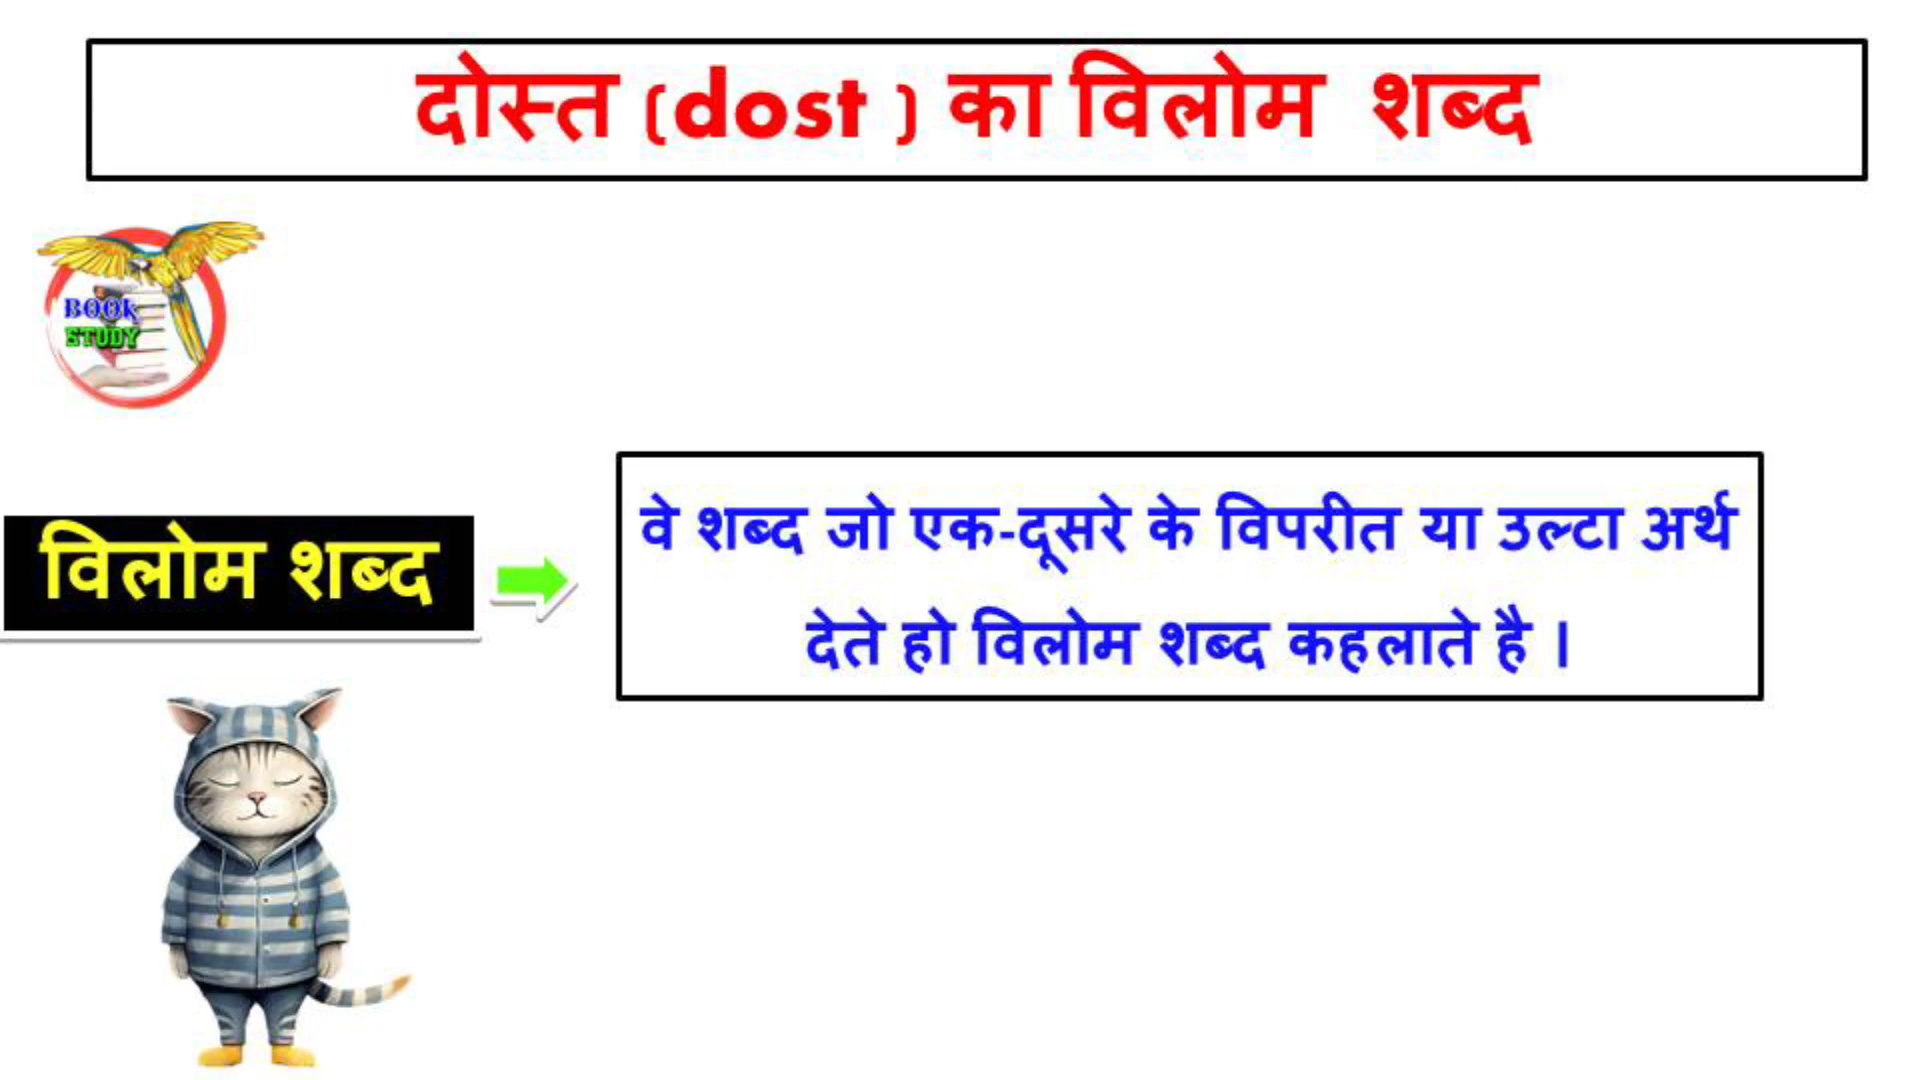 दोस्त (dost ) का विलोम शब्द
BOOK
STUDY
विलोम शब्द
वे शब्द जो एक-दूसरे के विपरीत या उल्टा अर्थ
देते हो विलोम शब्द कहलाते है ।